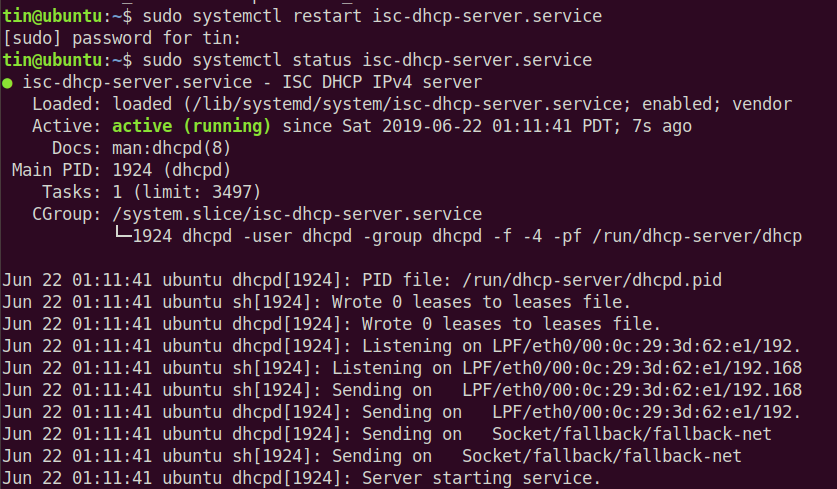 tin@ubuntu:~$ sudo systemctl restart isc-dhcp-server.service
[sudo] password for tin:
tin@ubuntu:~$ sudo systemctl status isc-dhcp-server.service
● isc-dhcp-server.service - ISC DHCP IPv4 server
Loaded: loaded (/lib/systemd/system/isc-dhcp-server.service; enabled; vendor
Active: active (running) since Sat 2019-06-22 01:11:41 PDT; 7s ago
Docs: man:dhcpd(8)
Main PID: 1924 (dhcpd)
Tasks: 1 (limit: 3497)
CGroup: /system.slice/isc-dhcp-server.service
└─1924 dhcpd -user dhcpd -group dhcpd -f -4 -pf /run/dhcp-server/dhcp
Jun 22 01:11:41 ubuntu dhcpd[1924]: PID file: /run/dhcp-server/dhcpd.pid
Jun 22 01:11:41 ubuntu sh[1924]: Wrote 0 leases to leases file.
Jun 22 01:11:41 ubuntu dhcpd[1924]: Wrote 0 leases to leases file.
Jun 22 01:11:41 ubuntu dhcpd[1924]: Listening on LPF/eth0/00:0c:29:3d:62:e1/192.
Jun 22 01:11:41 ubuntu sh[1924]: Listening on LPF/eth0/00:0c:29:3d:62:e1/192.168
Jun 22 01:11:41 ubuntu sh[1924]: Sending on   LPF/eth0/00:0c:29:3d:62:e1/192.168
Jun 22 01:11:41 ubuntu dhcpd[1924]: Sending on   LPF/eth0/00:0c:29:3d:62:e1/192.
Jun 22 01:11:41 ubuntu dhcpd[1924]: Sending on   Socket/fallback/fallback-net
Jun 22 01:11:41 ubuntu sh[1924]: Sending on   Socket/fallback/fallback-net
Jun 22 01:11:41 ubuntu dhcpd[1924]: Server starting service.